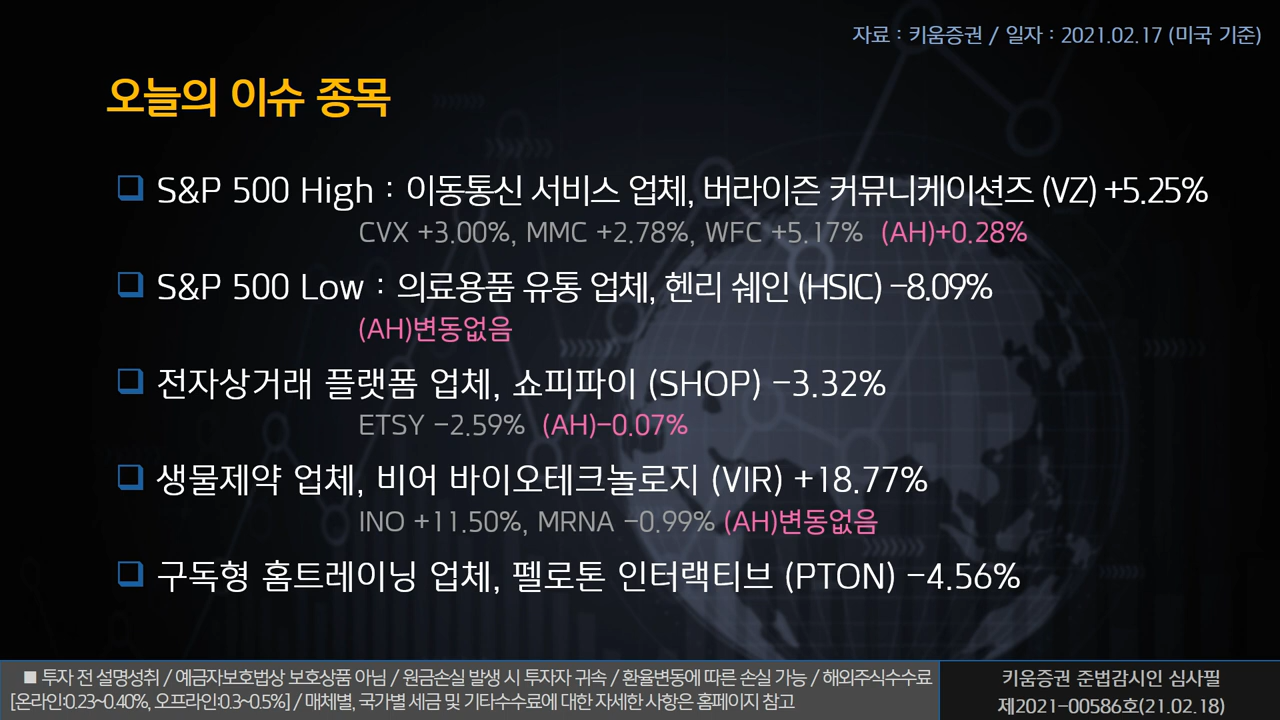 자료 : 키움증권 / 일자 : 2021.02.17 (미국 기준)
오늘의 이슈 종목
❑ S&P 500 High : 이동통신 서비스 업체, 버라이즌 커뮤니케이션즈 (VZ) +5.25%
CVX +3.00%, MMC +2.78%, WFC +5.17% (AH)+0.28%
❑ S&P 500 Low : 의료용품 유통 업체, 헨리 쉐인 (HSIC) -8.09%
(AH)변동없음
❑ 전자상거래 플랫폼 업체, 쇼피파이 (SHOP) -3.32%
ETSY -2.59% (AH)-0.07%
❑ 생물제약 업체, 비어 바이오테크놀로지 (VIR) +18.77%
INO +11.50%, MRNA -0.99% (AH)변동없음
❑ 구독형 홈트레이닝 업체, 펠로톤 인터랙티브 (PTON) -4.56%
■ 투자 전 설명성취 / 예금자보호법상 보호상품 아님 / 원금손실 발생 시 투자자 귀속 / 환율변동에 따른 손실 가능 / 해외주식수수료
[온라인:0.23~0.40%, 오프라인:0.3~0.5%] / 매체별, 국가별 세금 및 기타수수료에 대한 자세한 사항은 홈페이지 참고
키움증권 준법감시인 심사필
제2021-00586호(21.02.18)